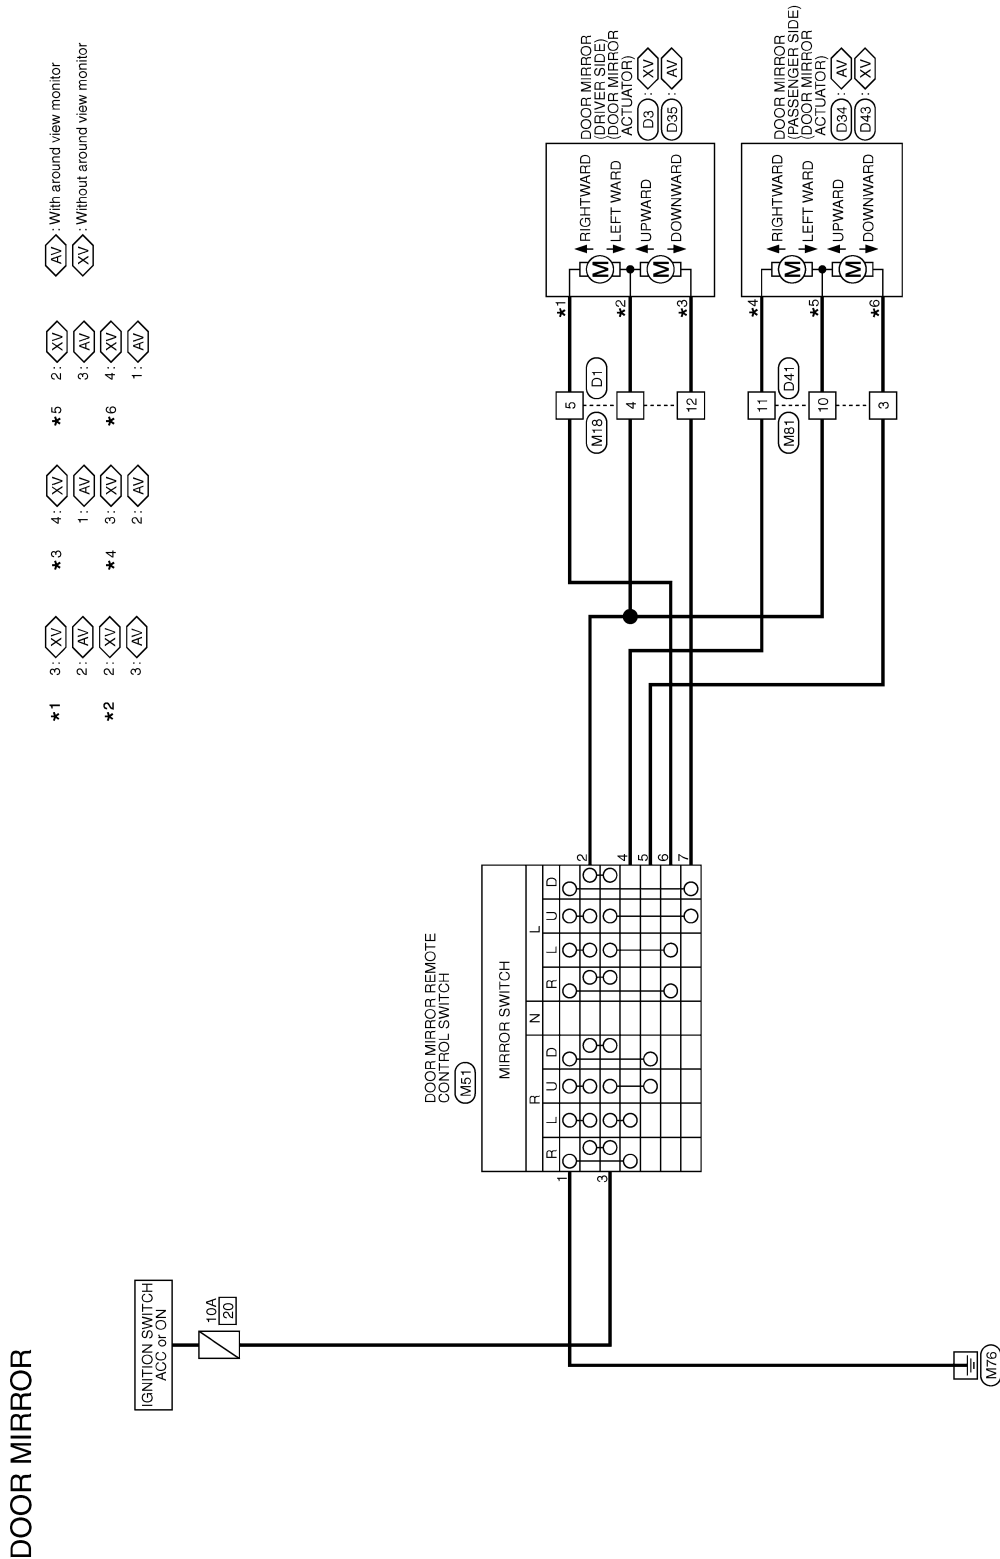 DOOR MIRROR
IGNITION SWITCH
ACC or ON
10A
20
M76
DOOR MIRROR REMOTE
CONTROL SWITCH
M51
MIRROR SWITCH
R N L
R L U D R L U D
1
3
2
4
5
6
7
*1 3: XV
2: AV
*2 2: XV
3: AV
*3 4: XV
1: AV
*4 3: XV
2: AV
*5 2: XV
3: AV
*6 4: XV
1: AV
AV : With around view monitor
XV : Without around view monitor
5
4
12
M18 D1
*1
*2
*3
M
M
RIGHTWARD
LEFT WARD
UPWARD
DOWNWARD
DOOR MIRROR
(DRIVER SIDE)
(DOOR MIRROR
ACTUATOR)
D3 : XV
D35 : AV
11
10
3
M81 D41
*4
*5
*6
M
M
RIGHTWARD
LEFT WARD
UPWARD
DOWNWARD
DOOR MIRROR
(PASSENGER SIDE)
(DOOR MIRROR
ACTUATOR)
D34 : AV
D43 : XV